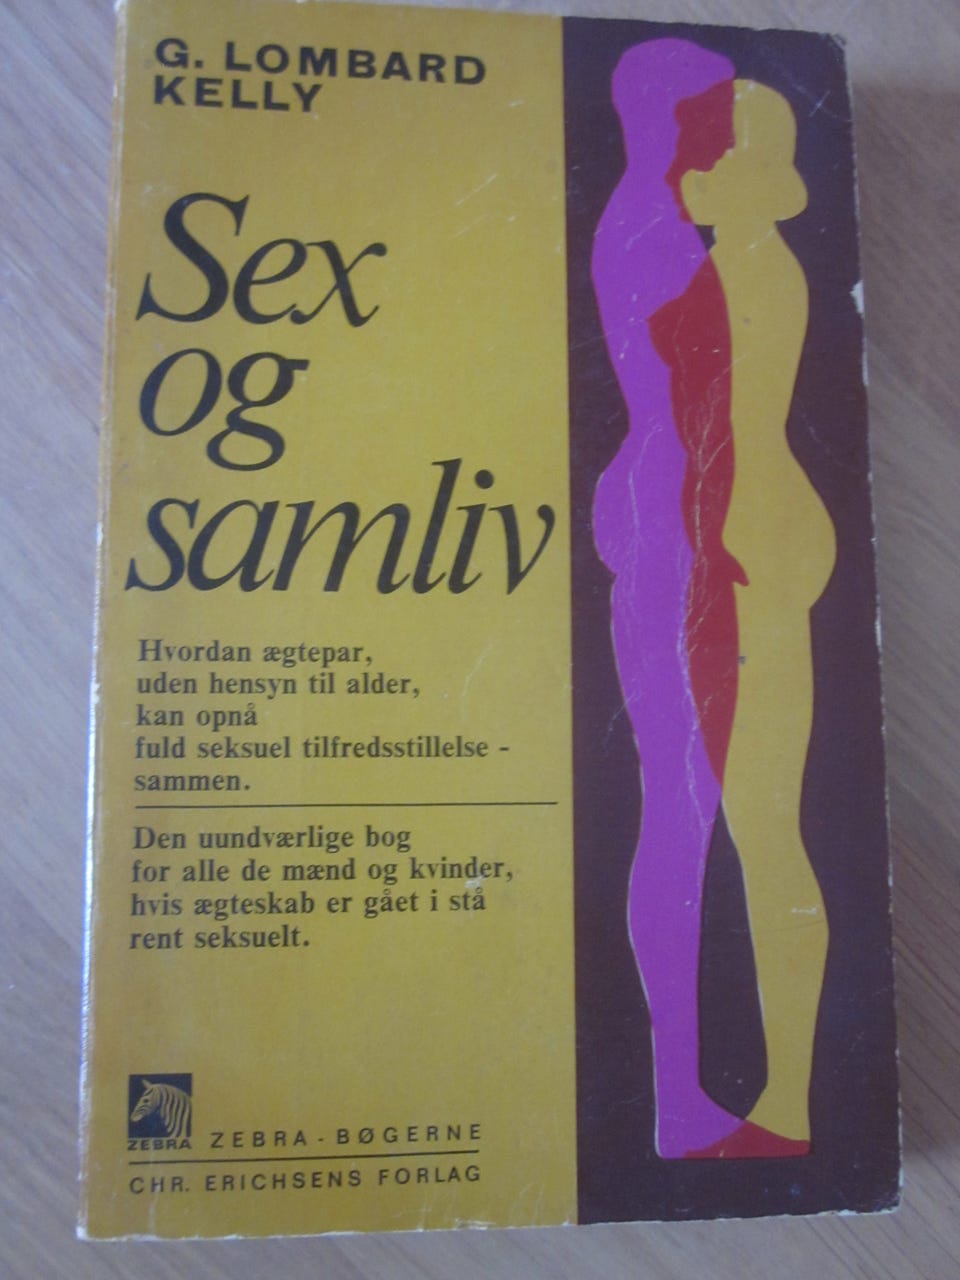 G. LOMBARD
KELLY
Sex
og
samliv
Hvordan ægtepar,
uden hensyn til alder,
kan opnå
fuld seksuel tilfredsstillelse -
sammen.
Den uundværlige bog
for alle de mænd og kvinder,
hvis ægteskab er gået i stå
rent seksuelt.
ZEBRA
ZEBRA - BØGERNE
CHR. ERICHSENS FORLAG